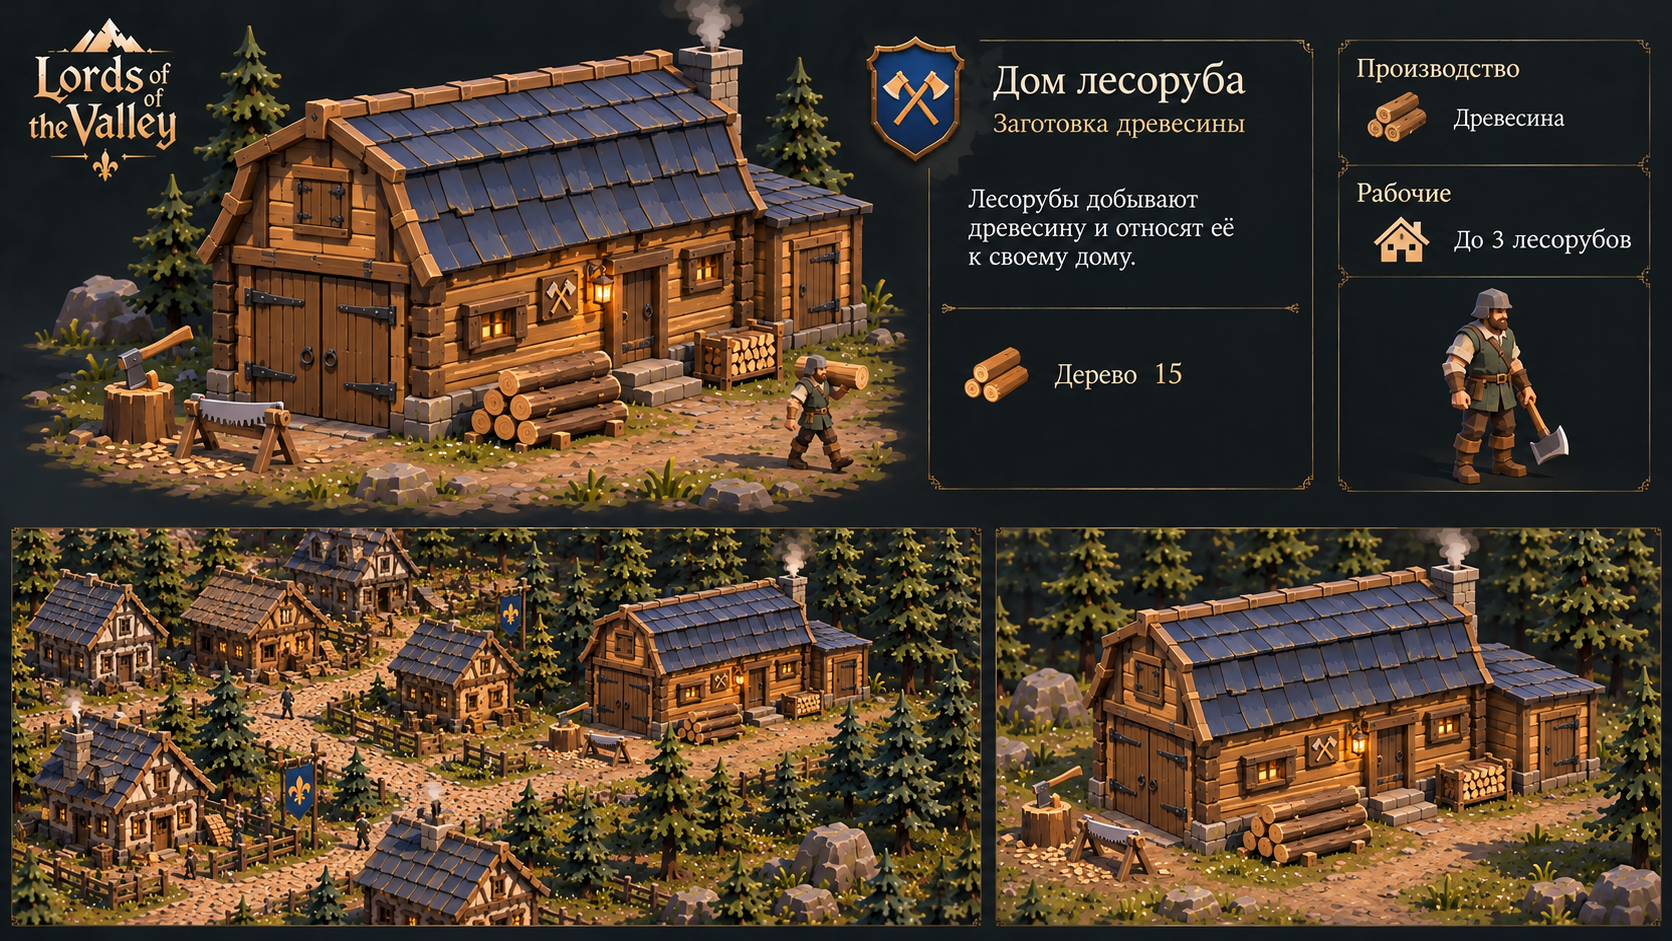 Lords of
of
the Valley
Дом лесоруба
Заготовка древесины
Лесорубы добывают
древесину и относят её
к своему дому.
Дерево 15
Производство
Древесина
Рабочие
До 3 лесорубов